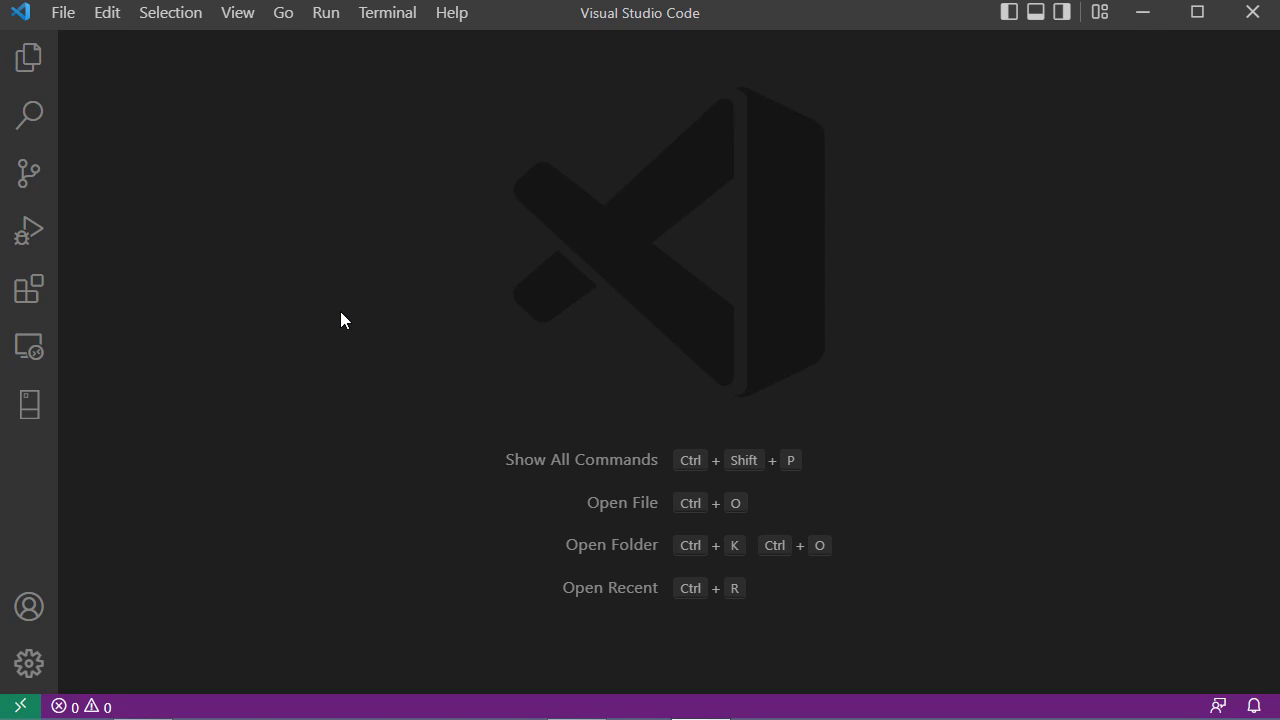 File Edit Selection View Go Run Terminal Help Visual Studio Code
Show All Commands Ctrl + Shift + P
Open File Ctrl + O
Open Folder Ctrl + K Ctrl + O
Open Recent Ctrl + R
0 0